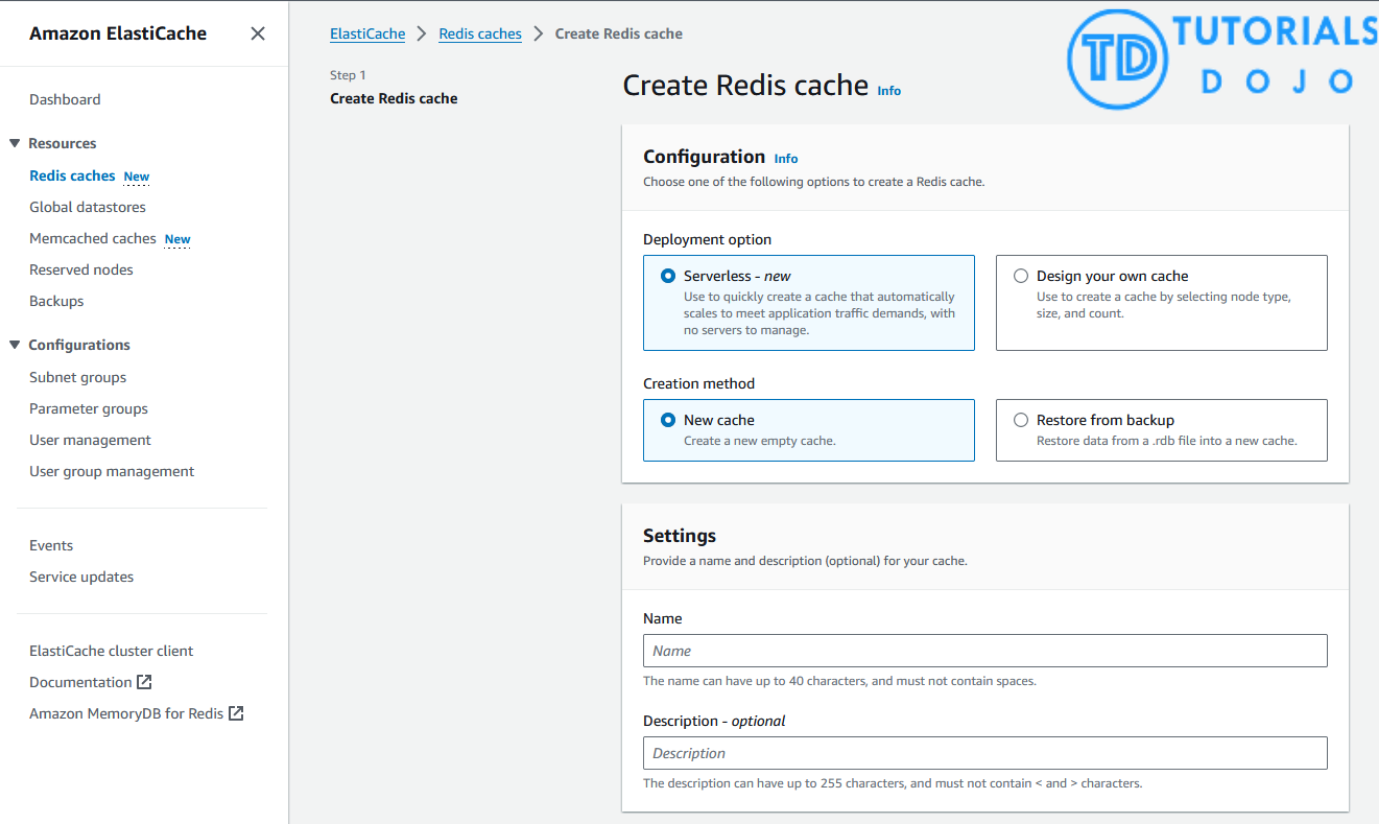 Amazon ElastiCache
Dashboard
Resources
Redis caches New
Global datastores
Memcached caches New
Reserved nodes
Backups
Configurations
Subnet groups
Parameter groups
User management
User group management
Events
Service updates
ElastiCache cluster client
Documentation
Amazon MemoryDB for Redis
ElastiCache > Redis caches > Create Redis cache
Step 1
Create Redis cache
TD TUTORIALS
DOJO
Create Redis cache Info
Configuration Info
Choose one of the following options to create a Redis cache.
Deployment option
Serverless - new
Use to quickly create a cache that automatically
scales to meet application traffic demands, with
no servers to manage.
Design your own cache
Use to create a cache by selecting node type,
size, and count.
Creation method
New cache
Create a new empty cache.
Restore from backup
Restore data from a .rdb file into a new cache.
Settings
Provide a name and description (optional) for your cache.
Name
Name
The name can have up to 40 characters, and must not contain spaces.
Description - optional
Description
The description can have up to 255 characters, and must not contain < and > characters.